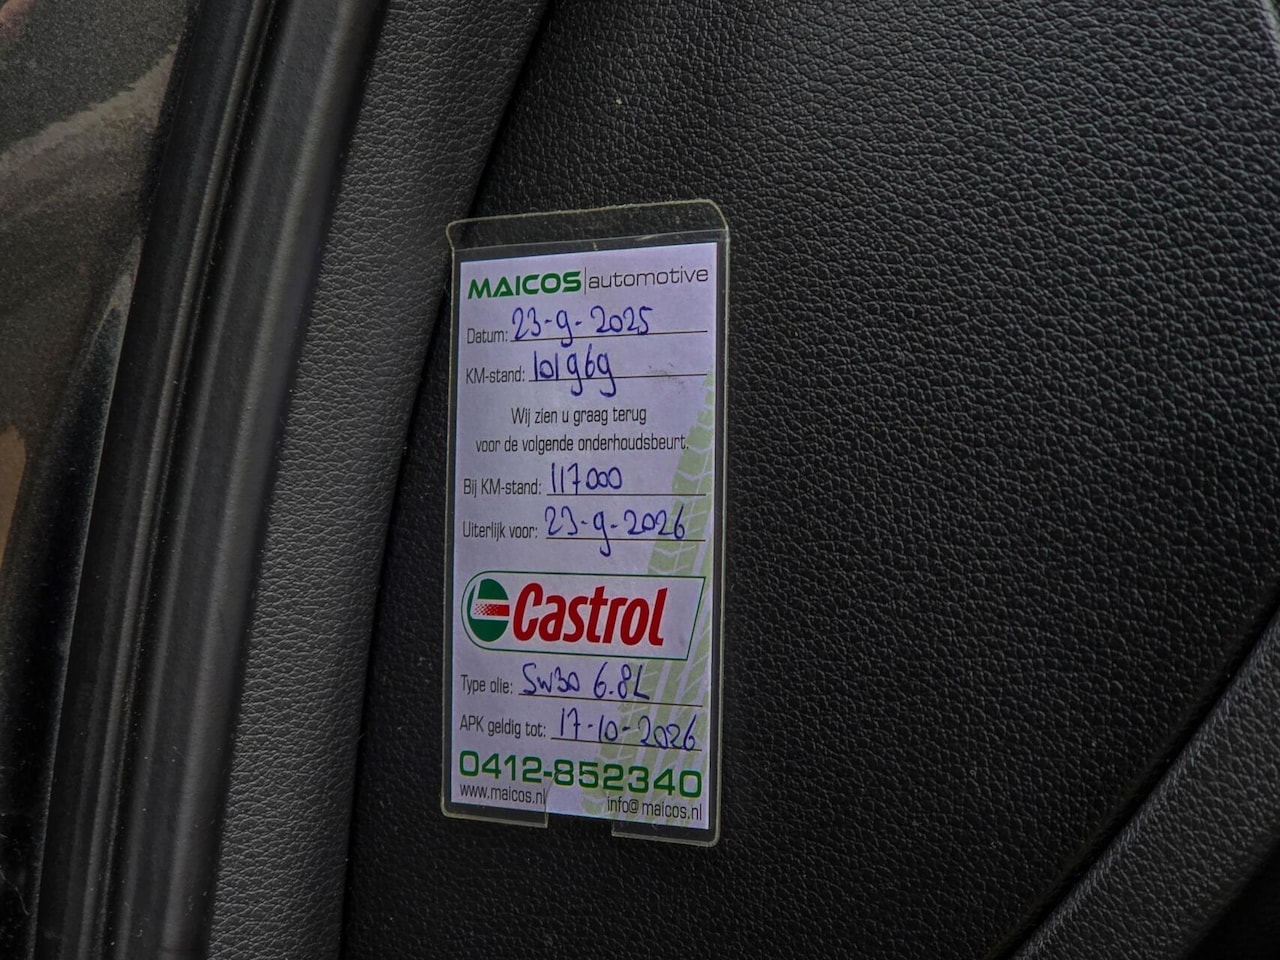 MAICOS|automotive
Datum: 23-9-2025
KM-stand: 101969
Wij zien u graag terug
voor de volgende onderhoudsbeurt.
Bij KM-stand: 117000
Uiterlijk voor: 23-9-2026
Castrol
Type olie: 5W30 6.8L
APK geldig tot: 17-10-2026
0412-852340
www.maicos.nl info@maicos.nl